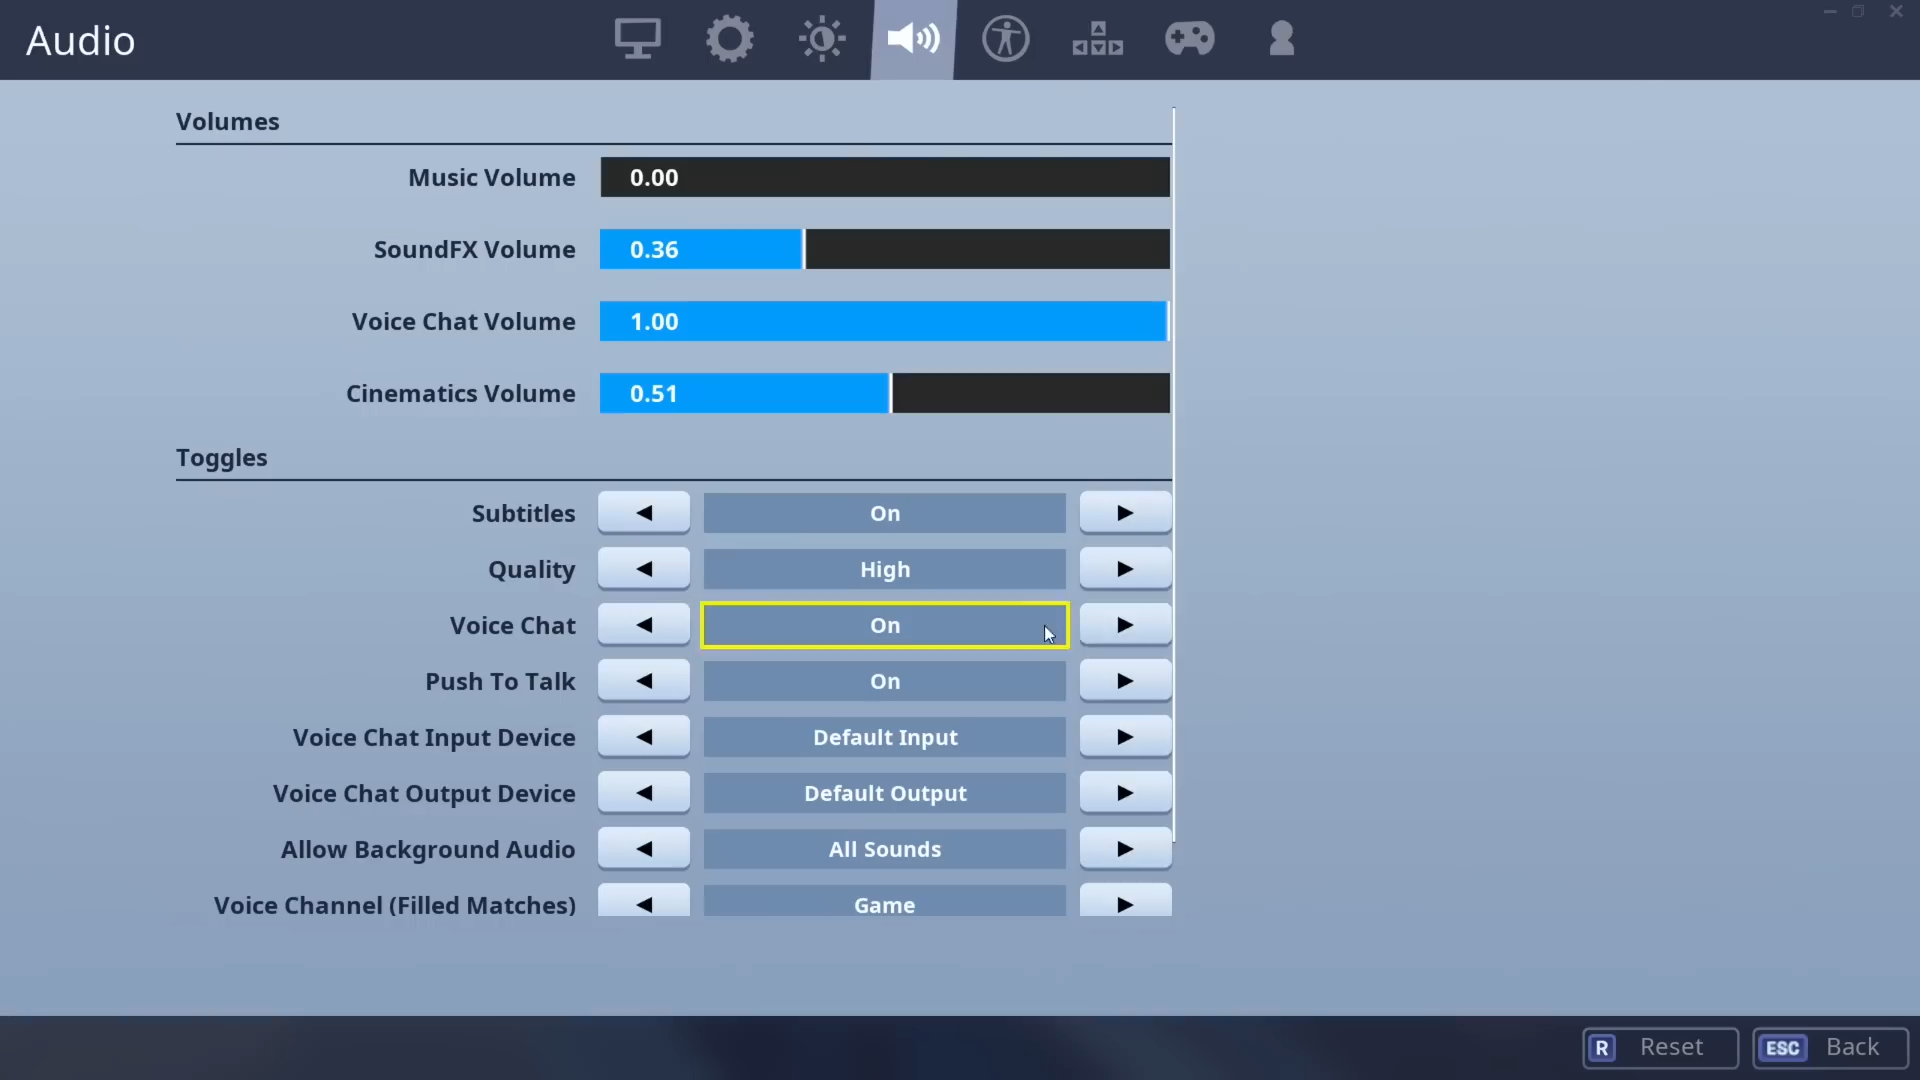 Audio
Volumes
Music Volume 0.00
SoundFX Volume 0.36
Voice Chat Volume 1.00
Cinematics Volume 0.51
Toggles
Subtitles On
Quality High
Voice Chat On
Push To Talk On
Voice Chat Input Device Default Input
Voice Chat Output Device Default Output
Allow Background Audio All Sounds
Voice Channel (Filled Matches) Game
R Reset ESC Back